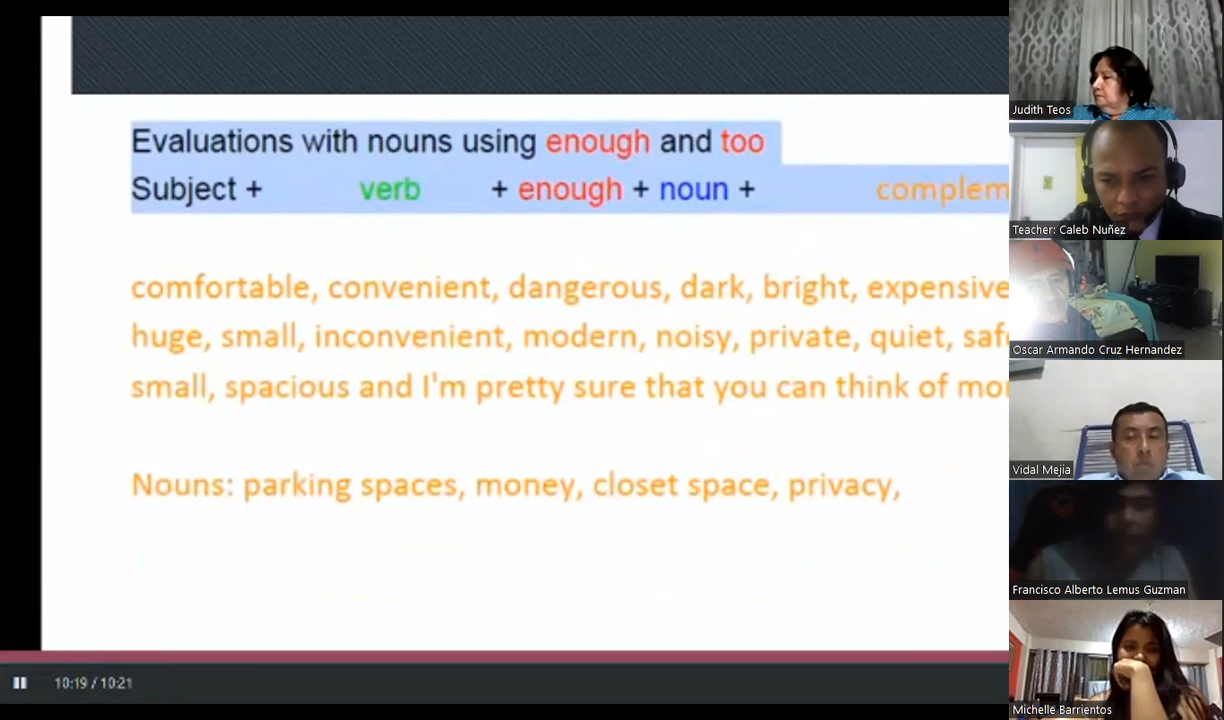 Evaluations with nouns using enough and too
Subject + verb + enough + noun +
comfortable, convenient, dangerous, dark, bright, expensive
huge, small, inconvenient, modern, noisy, private, quiet,
small, spacious and I'm pretty sure that you can think of
Nouns: parking spaces, money, closet space, privacy,
10:19 / 10:21
Judith Teos
Teacher: Caleb Nuñez
Oscar Armando Cruz Hernandez
Vidal Mejia
Francisco Alberto Lemus Guzman
Michelle Barrientos